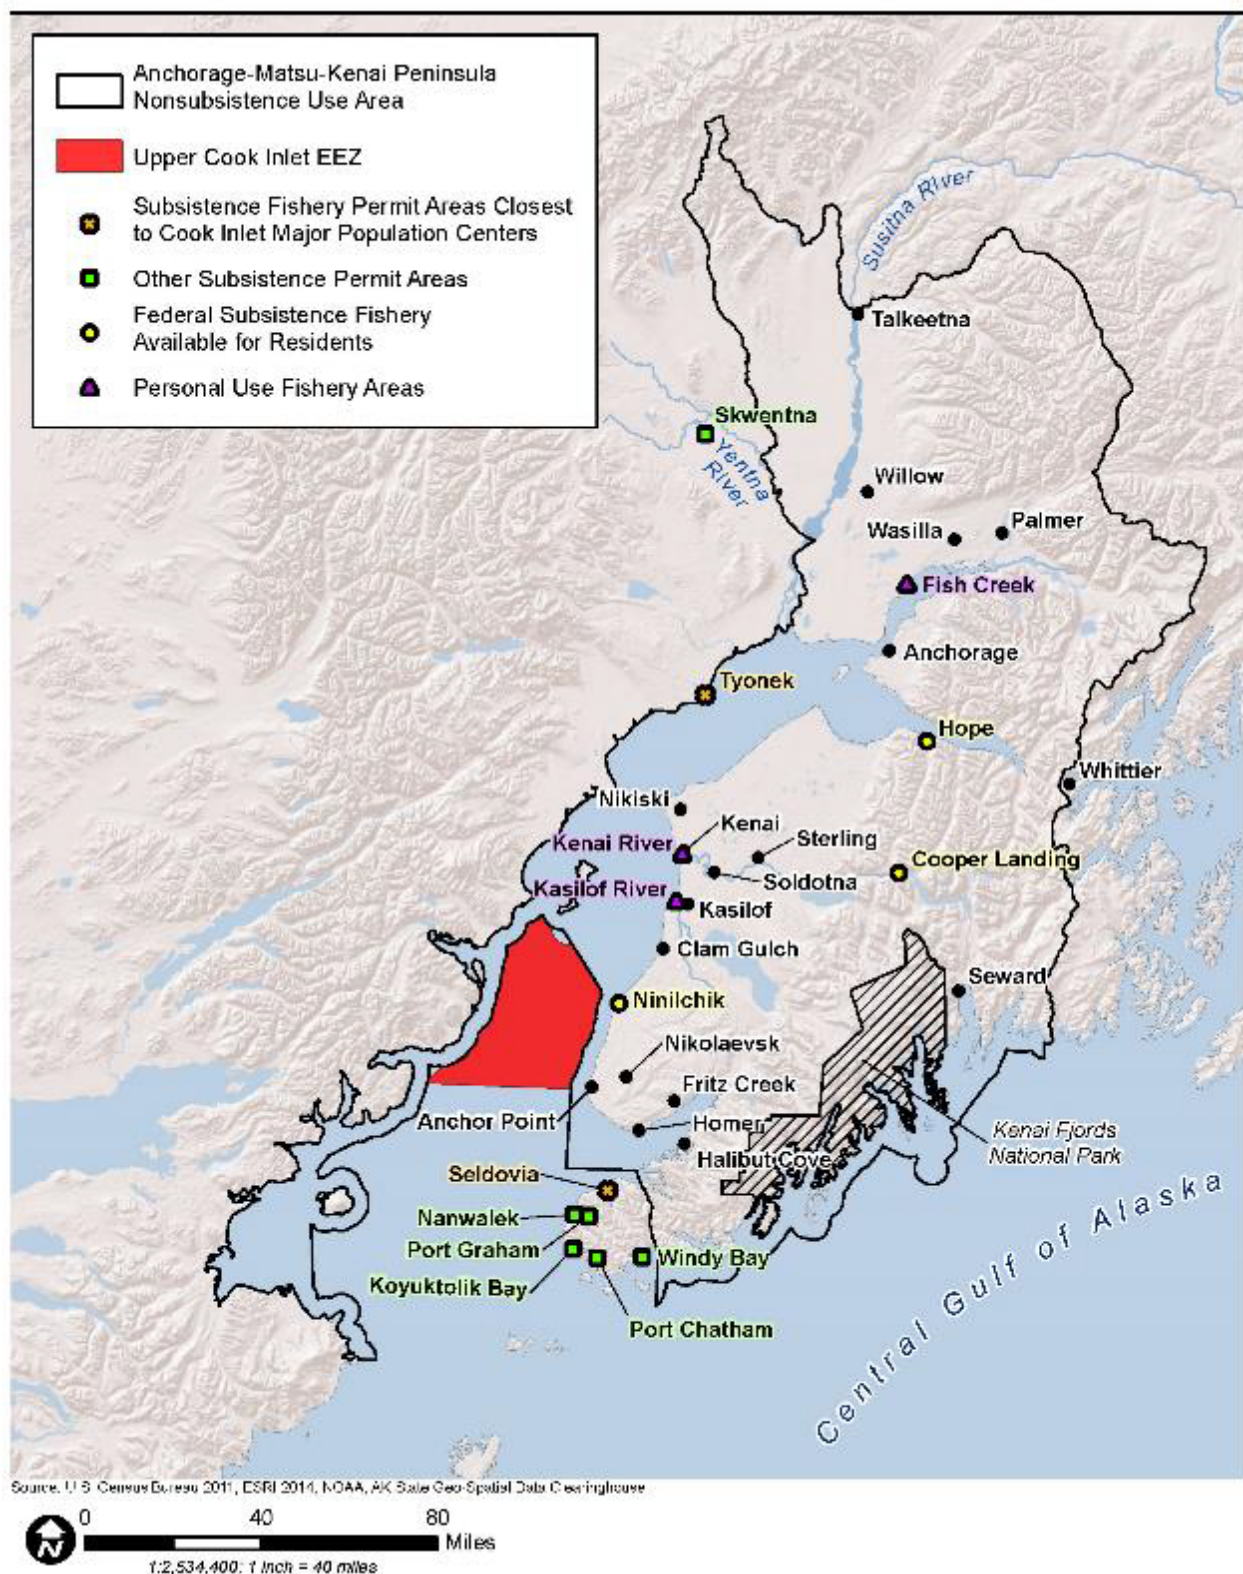 Anchorage-Matsu-Kenai Peninsula
Nonsubsistence Use Area
Upper Cook Inlet EEZ
Subsistence Fishery Permit Areas Closest
to Cook Inlet Major Population Centers
Other Subsistence Permit Areas
Federal Subsistence Fishery
Available for Residents
Personal Use Fishery Areas
Susitna River
Talkeetna
Skwentna
Yentna
River
Willow
Wasilla
Palmer
Fish Creek
Anchorage
Tyonek
Hope
Whittier
Nikiski
Kenai
Kenai River
Sterling
Cooper Landing
Soldotna
Kasilof River
Kasilof
Clam Gulch
Seward
Ninilchik
Nikolaevsk
Fritz Creek
Anchor Point
Homer
Kenai Fjords
National Park
Halibut Cove
Seldovia
Nanwalek
Port Graham
Windy Bay
Koyuktolik Bay
Port Chatham
Central Gulf of Alaska
Source: U.S. Census Bureau 2011, ESRI 2014, NOAA, AK State Geo-Spatial Data Clearinghouse
N
0 40 80
Miles
1:2,534,400; 1 inch = 40 miles